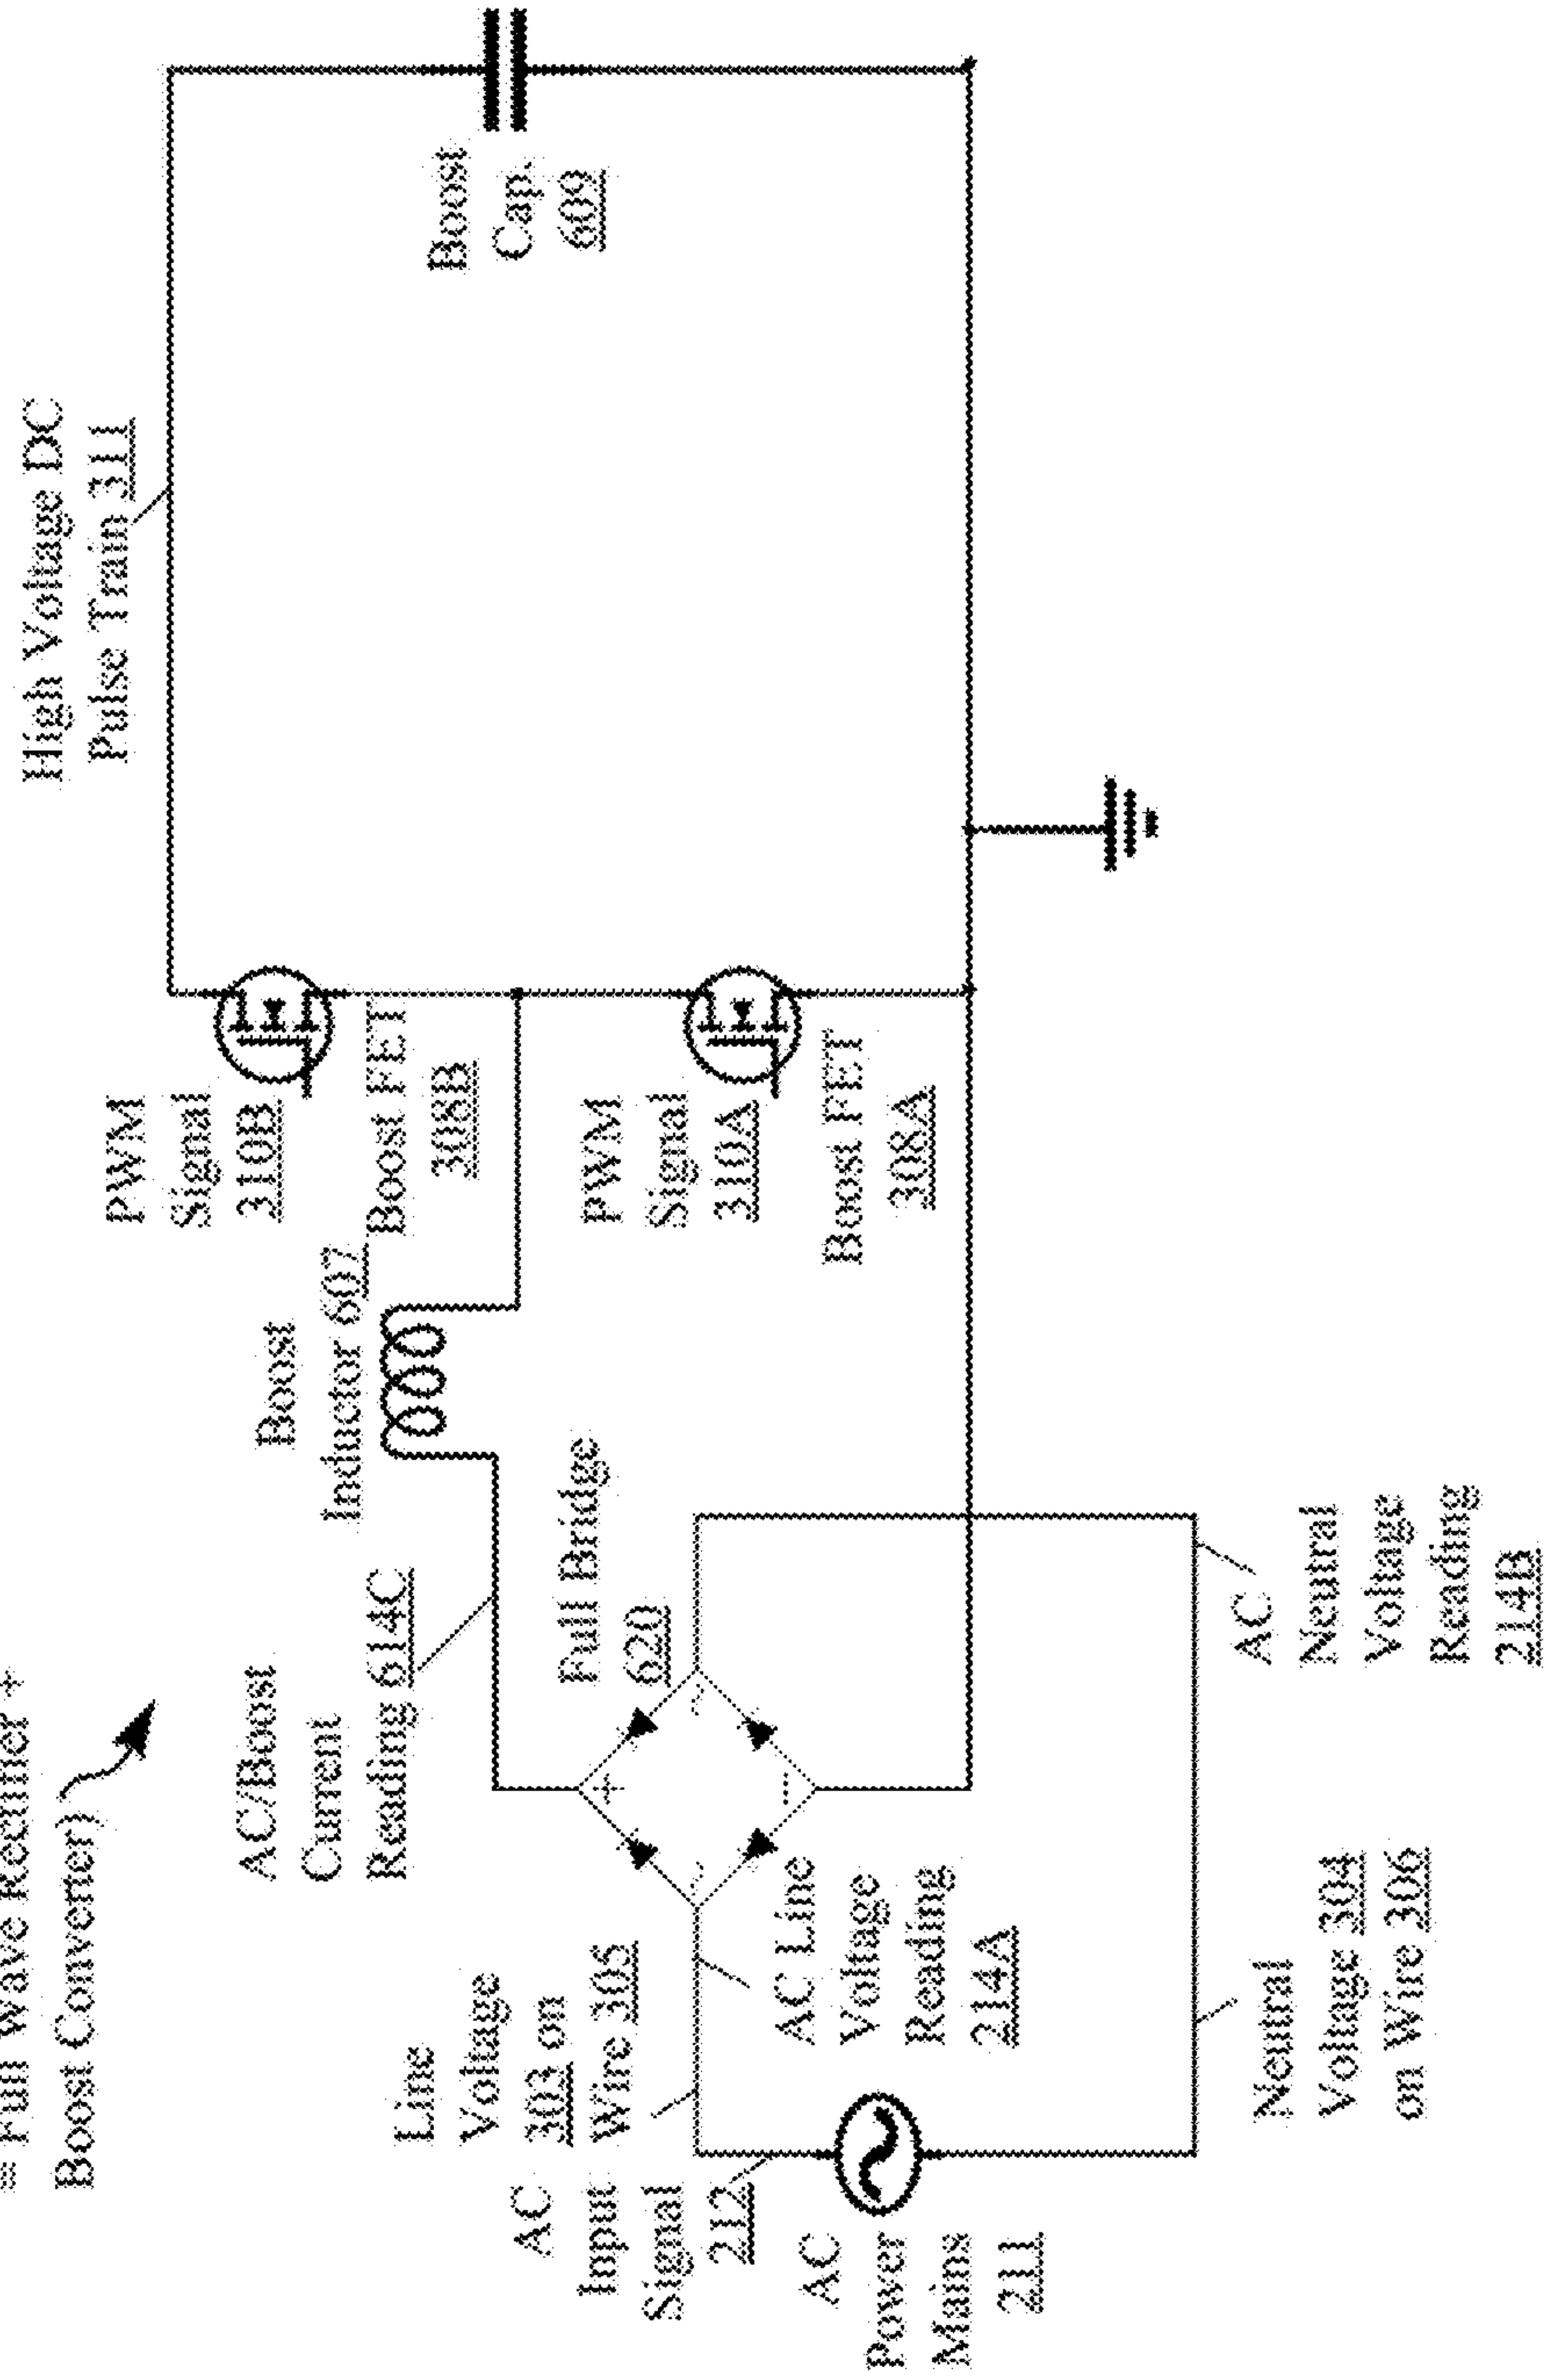 = Full Wave Rectifier +
Boost Converter)
High Voltage DC
Pulse Train 311
PWM
Signal
310B
Boost FET
308B
Boost
Inductor 607
AC/Boost
Current
Reading 614C
Full Bridge
620
+
~
~
--
PWM
Signal
310A
Boost FET
308A
Boost
Cap.
609
Line
Voltage
303 on
Wire 305
AC
Input
Signal
212
AC Line
Voltage
Reading
214A
AC
Power
Mains
211
AC
Neutral
Voltage
Reading
214B
Neutral
Voltage 304
on Wire 306